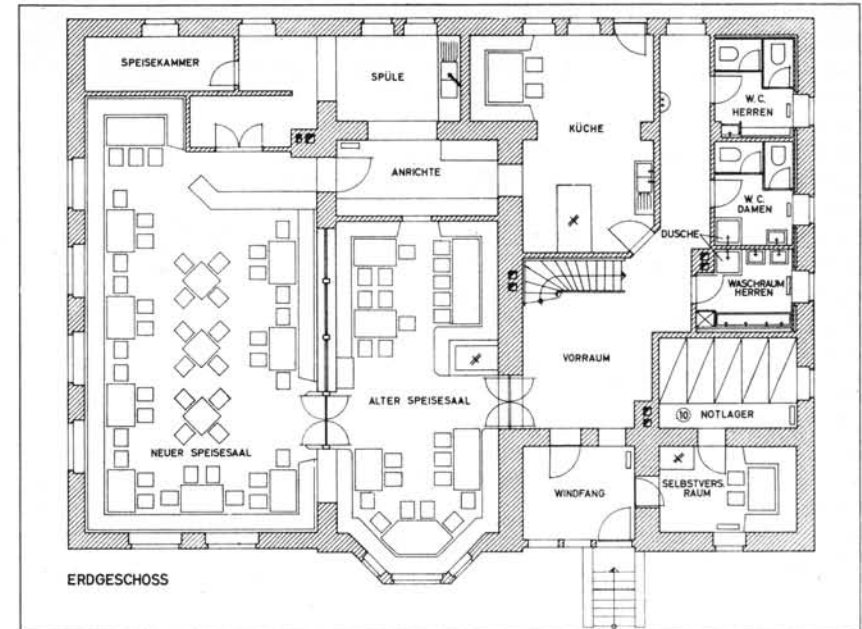 SPEISEKAMMER
SPÜLE
KÜCHE
W.C.
HERREN
ANRICHTE
W.C.
DAMEN
DUSCHE
WASCHRAUM
HERREN
VORRAUM
ALTER SPEISESAAL
10 NOTLAGER
NEUER SPEISESAAL
WINDFANG
SELBSTVERS.
RAUM
ERDGESCHOSS